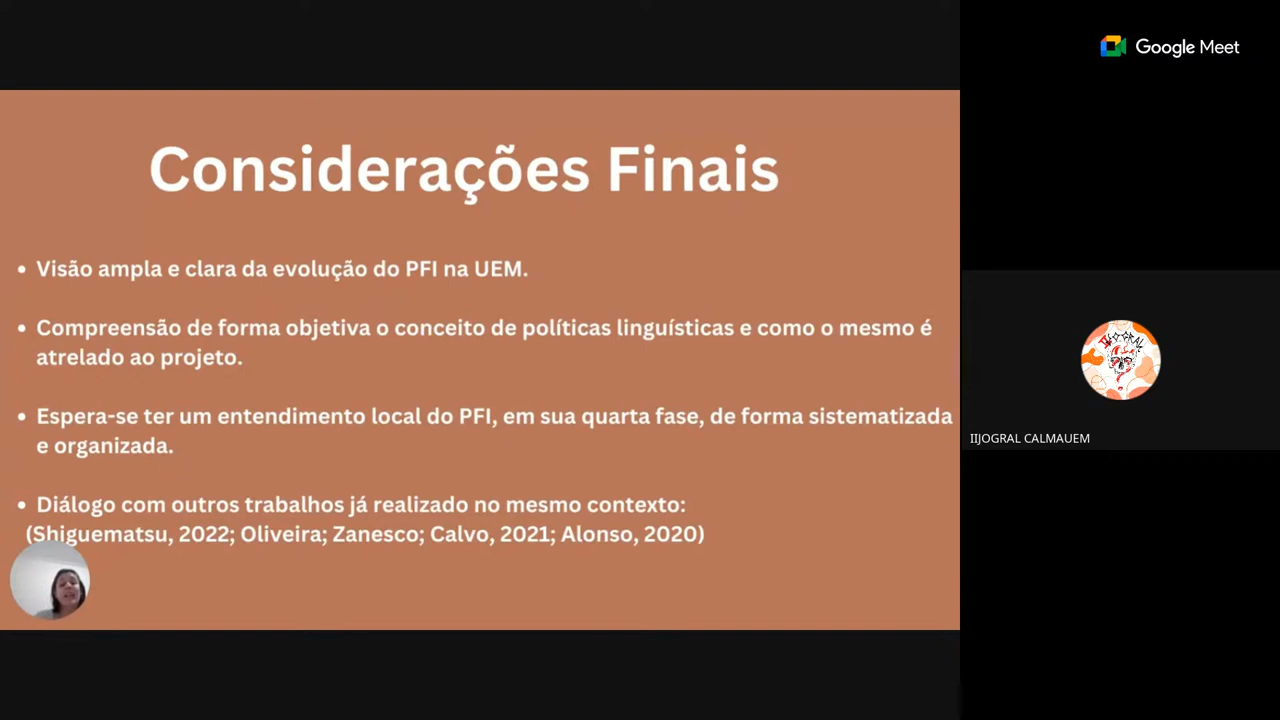 Google Meet
Considerações Finais
• Visão ampla e clara da evolução do PFI na UEM.
• Compreensão de forma objetiva o conceito de políticas linguísticas e como o mesmo é
atrelado ao projeto.
• Espera-se ter um entendimento local do PFI, em sua quarta fase, de forma sistematizada
e organizada.
• Diálogo com outros trabalhos já realizado no mesmo contexto:
(Shiguematsu, 2022; Oliveira; Zanesco; Calvo, 2021; Alonso, 2020)
IIJOGRAL CALMAUEM